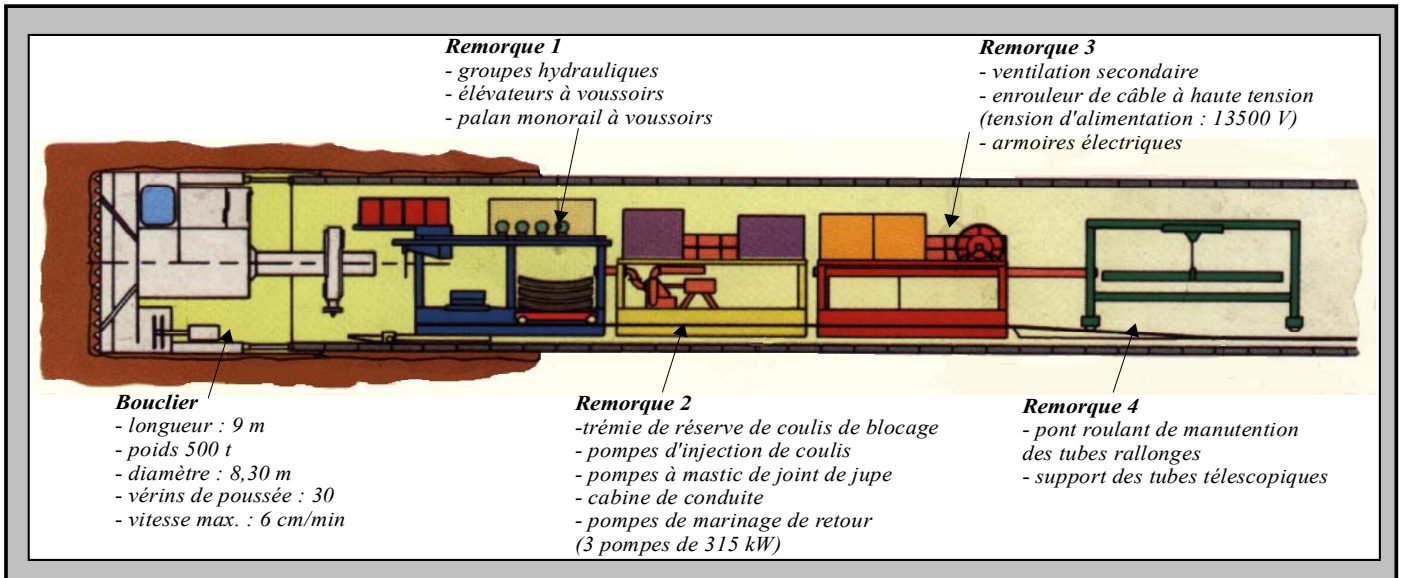 Remorque 1
- groupes hydrauliques
- élévateurs à voussoirs
- palan monorail à voussoirs
Remorque 3
- ventilation secondaire
- enrouleur de câble à haute tension
(tension d'alimentation : 13500 V)
- armoires électriques
Bouclier
- longueur : 9 m
- poids 500 t
- diamètre : 8,30 m
- vérins de poussée : 30
- vitesse max. : 6 cm/min
Remorque 2
-trémie de réserve de coulis de blocage
- pompes d'injection de coulis
- pompes à mastic de joint de jupe
- cabine de conduite
- pompes de marinage de retour
(3 pompes de 315 kW)
Remorque 4
- pont roulant de manutention
des tubes rallonges
- support des tubes télescopiques